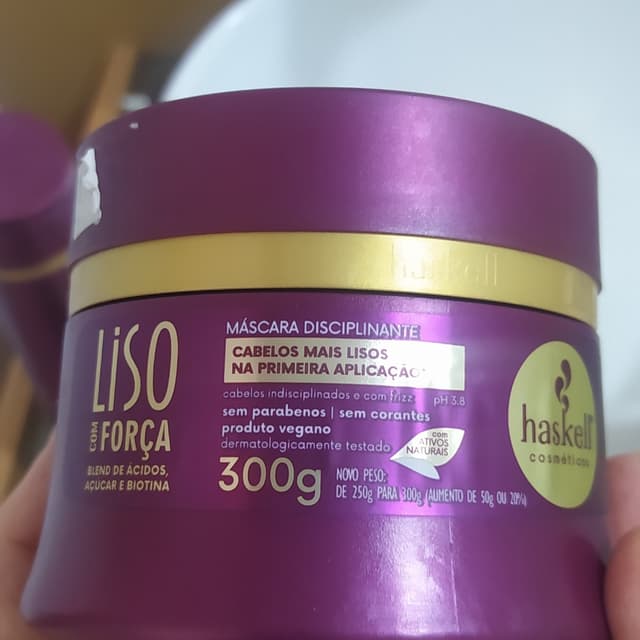 haskell
LISO
COM
FORÇA
BLEND DE ÁCIDOS,
AÇÚCAR E BIOTINA
MÁSCARA DISCIPLINANTE
CABELOS MAIS LISOS
NA PRIMEIRA APLICAÇÃO*
cabelos indisciplinados e com frizz
pH 3.8
sem parabenos | sem corantes
produto vegano
dermatologicamente testado
com
ATIVOS
NATURAIS
300g
NOVO PESO:
DE 250g PARA 300g (AUMENTO DE 50g OU 20%)
haskell
cosméticos